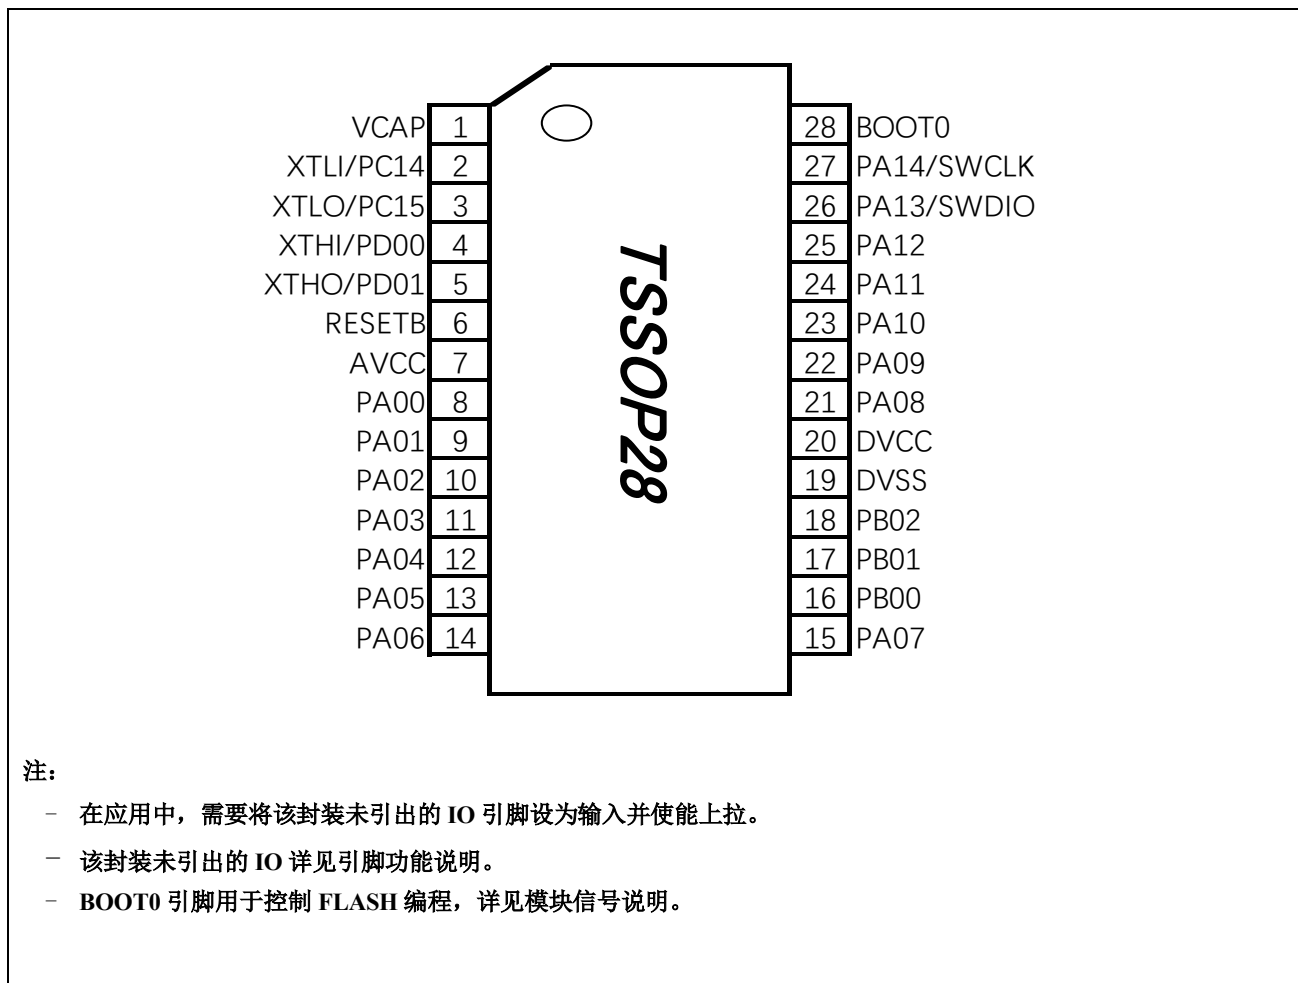 VCAP 1 28 BOOT0
XTLI/PC14 2 27 PA14/SWCLK
XTLO/PC15 3 26 PA13/SWDIO
XTHI/PD00 4 25 PA12
XTHO/PD01 5 24 PA11
RESETB 6 23 PA10
AVCC 7 22 PA09
PA00 8 21 PA08
PA01 9 20 DVCC
PA02 10 19 DVSS
PA03 11 18 PB02
PA04 12 17 PB01
PA05 13 16 PB00
PA06 14 15 PA07
TSSOP28
注：
– 在应用中，需要将该封装未引出的 IO 引脚设为输入并使能上拉。
– 该封装未引出的 IO 详见引脚功能说明。
– BOOT0 引脚用于控制 FLASH 编程，详见模块信号说明。